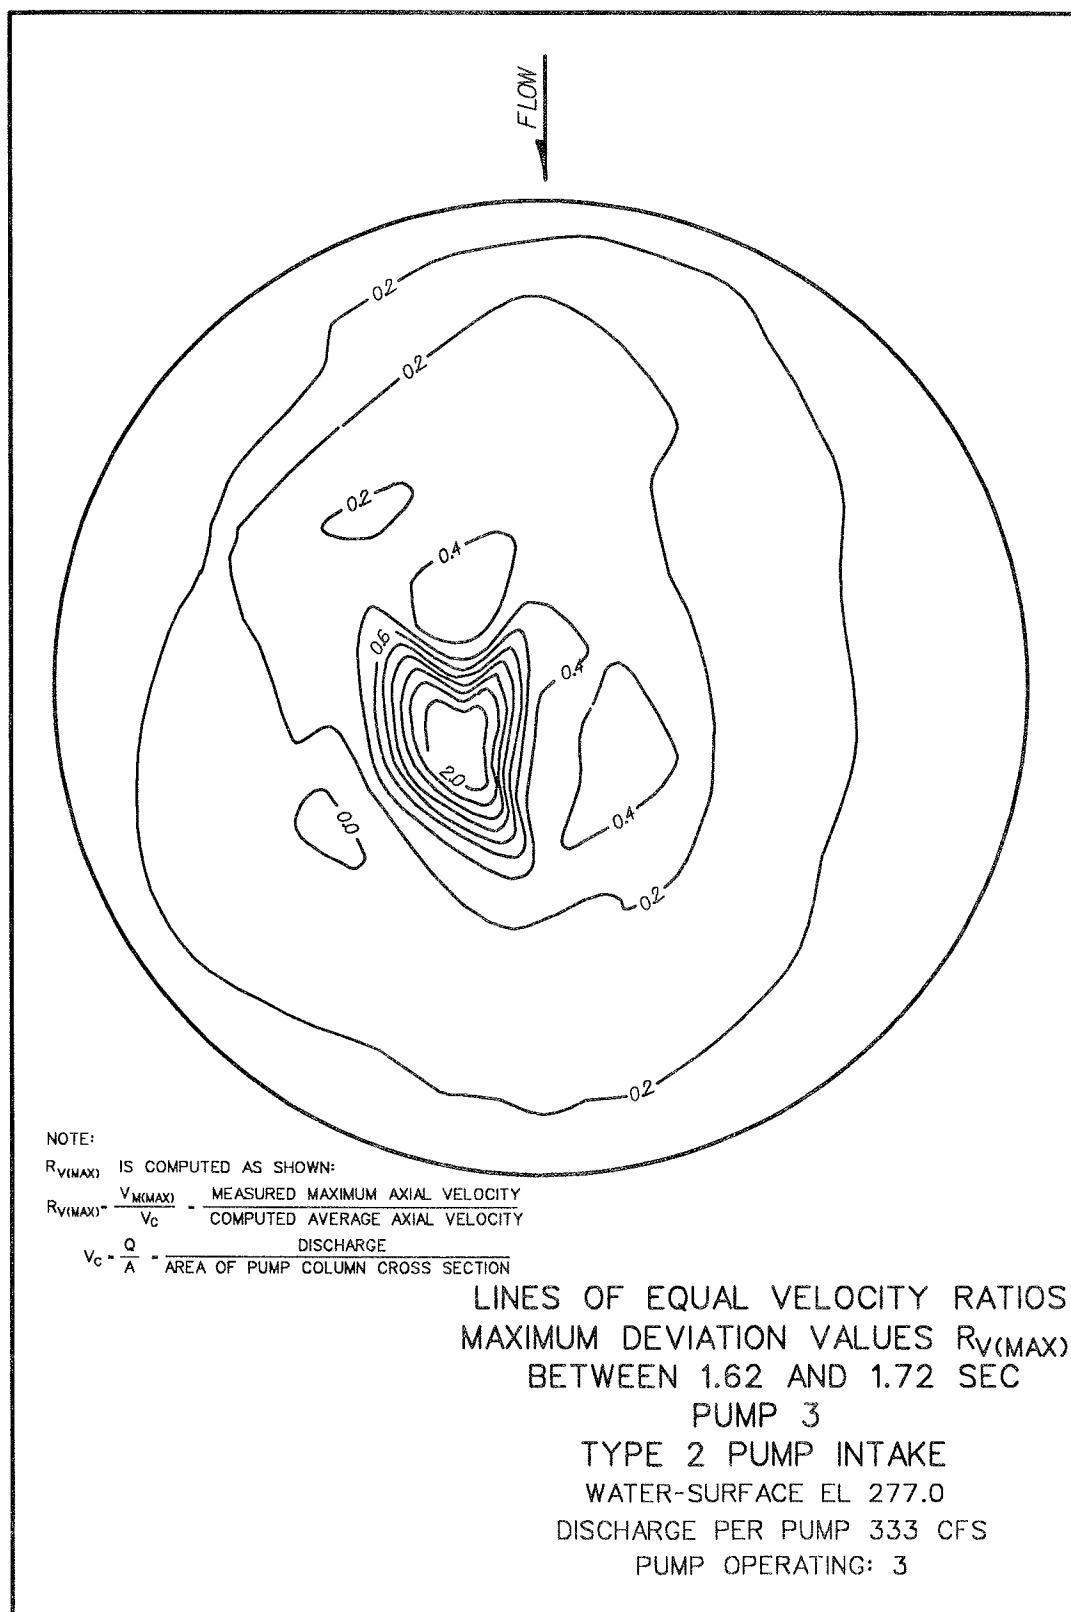 FLOW
0.2
0.2
0.2
0.4
0.6
0.4
2.0
0.0
0.4
0.2
0.2
NOTE:
RV(MAX) IS COMPUTED AS SHOWN:
RV(MAX) - VM(MAX) / VC - MEASURED MAXIMUM AXIAL VELOCITY / COMPUTED AVERAGE AXIAL VELOCITY
VC - Q / A - DISCHARGE / AREA OF PUMP COLUMN CROSS SECTION
LINES OF EQUAL VELOCITY RATIOS
MAXIMUM DEVIATION VALUES RV(MAX)
BETWEEN 1.62 AND 1.72 SEC
PUMP 3
TYPE 2 PUMP INTAKE
WATER-SURFACE EL 277.0
DISCHARGE PER PUMP 333 CFS
PUMP OPERATING: 3